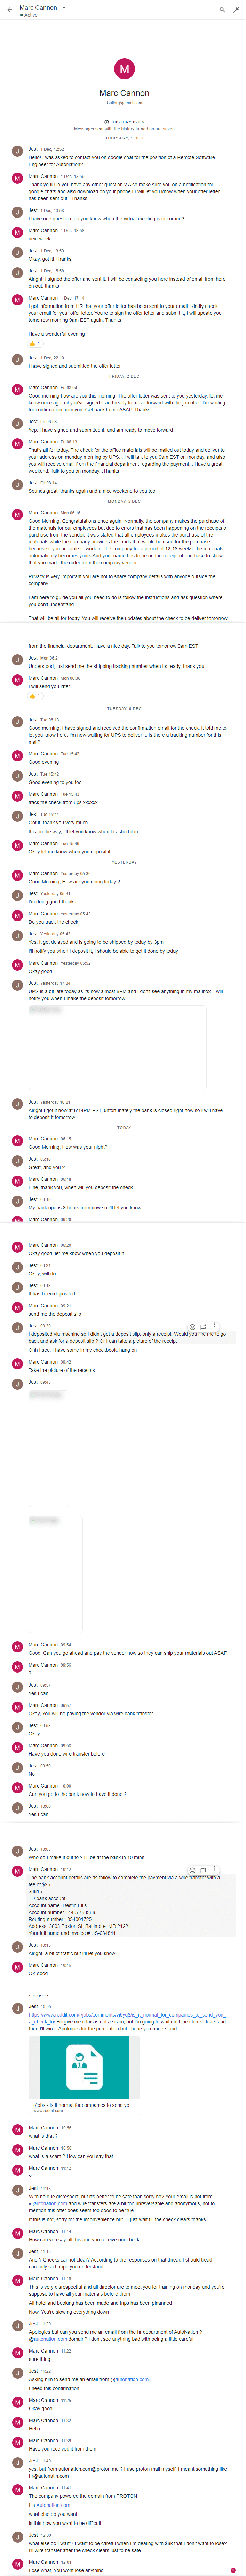 Marc Cannon
Active
M
Marc Cannon
HISTORY IS ON
Messages sent with the history turned on are saved
THURSDAY, 1 DEC
Jest 1 Dec, 12:52
Hello! I was asked to contact you on google chat for the position of a Remote Software
Engineer for AutoNation?
Marc Cannon 1 Dec, 13:58
Thank you! Do you have any other question ? Also make sure you on a notification for
google chats and also download on your phone f I will let you know when your offer letter
has been sent out. .Thanks
Jest 1 Dec, 13:58
I have one question, do you know when the virtual meeting is occurring?
Marc Cannon 1 Dec, 13:58
next week
Jest 1 Dec, 13:59
Okay, got it! Thanks
Jest 1 Dec, 15:58
Alright, I signed the offer and sent it. I will be contacting you here instead of email from here
on out, thanks
Marc Cannon 1 Dec, 17:14
I got information from HR that your offer letter has been sent to your email. Kindly check
your email for your offer letter. You're to sign the offer letter and submit it, I will update you
tomorrow morning 9am EST again. Thanks.
Have a wonderful evening
👍 1
Jest 1 Dec, 22:19
I have signed and submitted the offer letter.
FRIDAY, 2 DEC
Marc Cannon Fri 08:04
Good morning how are you this morning, The offer letter was sent to you yesterday, let me
know once again if you've signed it and ready to move forward with the job offer. I'm waiting
for confirmation from you. Get back to me ASAP. Thanks
Jest Fri 08:06
Yep, I have signed and submitted it, and am ready to move forward
Marc Cannon Fri 08:13
That's all for today, The check for the office materials will be mailed out today and deliver to
your address on monday morning by UPS .. I will talk to you 9am EST on monday, and also
you will receive email from the financial department regarding the payment... Have a great
weekend, Talk to you on monday...Thanks
Jest Fri 08:14
Sounds great, thanks again and a nice weekend to you too
MONDAY, 5 DEC
Marc Cannon Mon 06:16
Good Morning, Congratulations once again, Normally, the company makes the purchase of
the materials for our employees but due to errors that has been happening on the receipts of
purchase from the vendor, it was stated that all employees makes the purchase of the
materials while the company provides the funds that would be used for the purchase
because if you are able to work for the company for a period of 12-16 weeks. the materials
automatically becomes yours And your name has to be on the receipt of purchase to show
that you made the order from the company vendor.
Privacy is very important you are not to share company details with anyone outside the
company
I am here to guide you all you need to do is follow the instructions and ask question where
you don't understand
That will be all for today, You will receive the updates about the check to be deliver tomorrow
from the financial department, Have a nice day. Talk to you tomorrow 9am EST
Jest Mon 06:21
Understood, just send me the shipping tracking number when its ready, thank you
Marc Cannon Mon 06:36
I will send you later
👍 1
TUESDAY, 6 DEC
Jest Tue 06:16
Good morning, I have signed and received the confirmation email for the check, it told me to
let you know here. I'm now waiting for UPS to deliver it. Is there a tracking number for this
mail?
Marc Cannon Tue 15:42
Good evening
Jest Tue 15:42
Good evening to you too
Marc Cannon Tue 15:43
track the check from ups xxxxxx
Jest Tue 15:44
Got it, thank you very much
It is on the way, I'll let you know when I cashed it in
Marc Cannon Tue 15:46
Okay let me know when you deposit it
YESTERDAY
Marc Cannon Yesterday 05:30
Good Morning, How are you doing today ?
Jest Yesterday 05:31
I'm doing good thanks
Marc Cannon Yesterday 05:42
Do you track the check
Jest Yesterday 05:43
Yes, it got delayed and is going to be shipped by today by 3pm
I'll notify you when I deposit it, I should be able to get it done by today
Marc Cannon Yesterday 05:52
Okay good
Jest Yesterday 17:34
UPS is a bit late today as its now almost 6PM and I don't see anything in my mailbox. I will
notify you when I make the deposit tomorrow
Jest Yesterday 18:21
Alright I got it now at 6:14PM PST, unfortunately the bank is closed right now so I will have
to deposit it tomorrow
TODAY
Marc Cannon 06:15
Good Morning, How was your night?
Jest 06:16
Great, and you ?
Marc Cannon 06:18
Fine, thank you, when will you deposit the check .
Jest 06:19
My bank opens 3 hours from now so I'll let you know
Marc Cannon 06:20
Marc Cannon 06:20
Okay good, let me know when you deposit it
Jest 06:21
Okay, will do
Jest 09:13
It has been deposited
Marc Cannon 09:21
send me the deposit slip
Jest 09:30
I deposited via machine so I didn't get a deposit slip, only a receipt. Would you like me to go
back and ask for a deposit slip ? Or I can take a picture of the receipt
Ohh I see, I have some in my checkbook, hang on
Marc Cannon 09:42
Take the picture of the receipts
Jest 09:43
Marc Cannon 09:54
Good, Can you go ahead and pay the vendor now so they can ship your materials out ASAP
Marc Cannon 09:56
?
Jest 09:57
Yes I can
Marc Cannon 09:57
Okay, You will be paying the vendor via wire bank transfer
Jest 09:58
Okay
Marc Cannon 09:58
Have you done wire transfer before
Jest 09:59
No
Marc Cannon 10:00
Can you go to the bank now to have it done ?
Jest 10:00
Yes I can
Jest 10:03
Who do I make it out to ? I'll be at the bank in 10 mins
Marc Cannon 10:12
The bank account details are as follow to complete the payment via a wire Transfer with a
fee of $25
$8815
TD bank account
Account name -Destin Ellis
Account number : 4407783368
Routing number : 054001725
Address :3603 Boston St, Baltimore, MD 21224
Your full name and Invoice # US-034841
Jest 10:15
Alright, a bit of traffic but I'll let you know
Marc Cannon 10:16
OK good
Jest 10:50
https://www.reddit.com/r/jobs/comments/vj0yq6/is_it_normal_for_companies_to_send_you_
a_check_to/ Forgive me if this is not a scam, but I'm going to wait until the check clears and
then I'll wire . Apologies for the precaution but I hope you understand
r/jobs - Is it normal for companies to send yo...
www.reddit.com
Marc Cannon 10:58
what is that ?
Marc Cannon 10:59
what is a scam ? How can you say that
Marc Cannon 11:12
?
Jest 11:13
With no due disrespect, but it's better to be safe than sorry no? Your email is not from
@autonation.com and wire transfers are a bit too unreversable and anonymous, not to
mention this offer does seem too good to be true
If this is not, sorry for the inconvenience but I'll just wait till the check clears thanks
Marc Cannon 11:14
How can you say all this and you receive our check
Jest 11:15
And ? Checks cannot clear? According to the responses on that thread I should tread
carefully so I hope you understand
Marc Cannon 11:16
This is very disrespectful and all director are to meet you for training on monday and you're
suppose to have all your materials before them
All hotel and booking has been made and trips has been phianned
Now, You're slowing everything down
Jest 11:20
Apologies but can you send me an email from the hr department of AutoNation ?
@autonation.com domain? I don't see anything bad with being a little careful
Marc Cannon 11:22
sure thing
Jest 11:22
Asking him to send me an email from @autonation.com
I need this confirmation
Marc Cannon 11:25
Okay good
Marc Cannon 11:32
Hello
Marc Cannon 11:39
Have you received it from them
Jest 11:40
yes, but from autonation.com@proton.me ? I use proton mail myself. I meant something like
hr@autonation.com
Marc Cannon 11:41
The company powered the domain from PROTON
It's Autonation.com
what else do you want
Is this how you want to be difficult
Jest 12:00
what else do I want? I want to be careful when I'm dealing with $8k that I don't want to lose?
I'll wire transfer after the check clears,just to be safe
Marc Cannon 12:01
Lose what, You wont lose anything